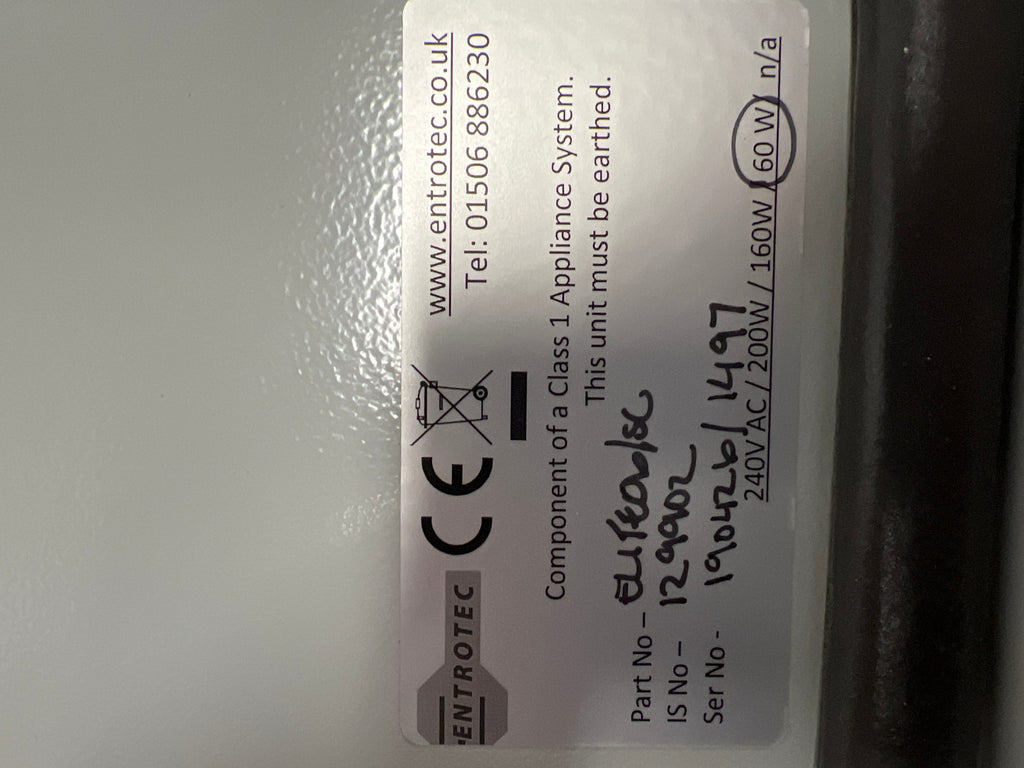 ENTROTEC
CE
www.entrotec.co.uk
Tel: 01506 886230
Component of a Class 1 Appliance System.
This unit must be earthed.
Part No –
IS No – 129902
Ser No - 190426/1497
240V AC / 200W / 160W / 60 W / n/a